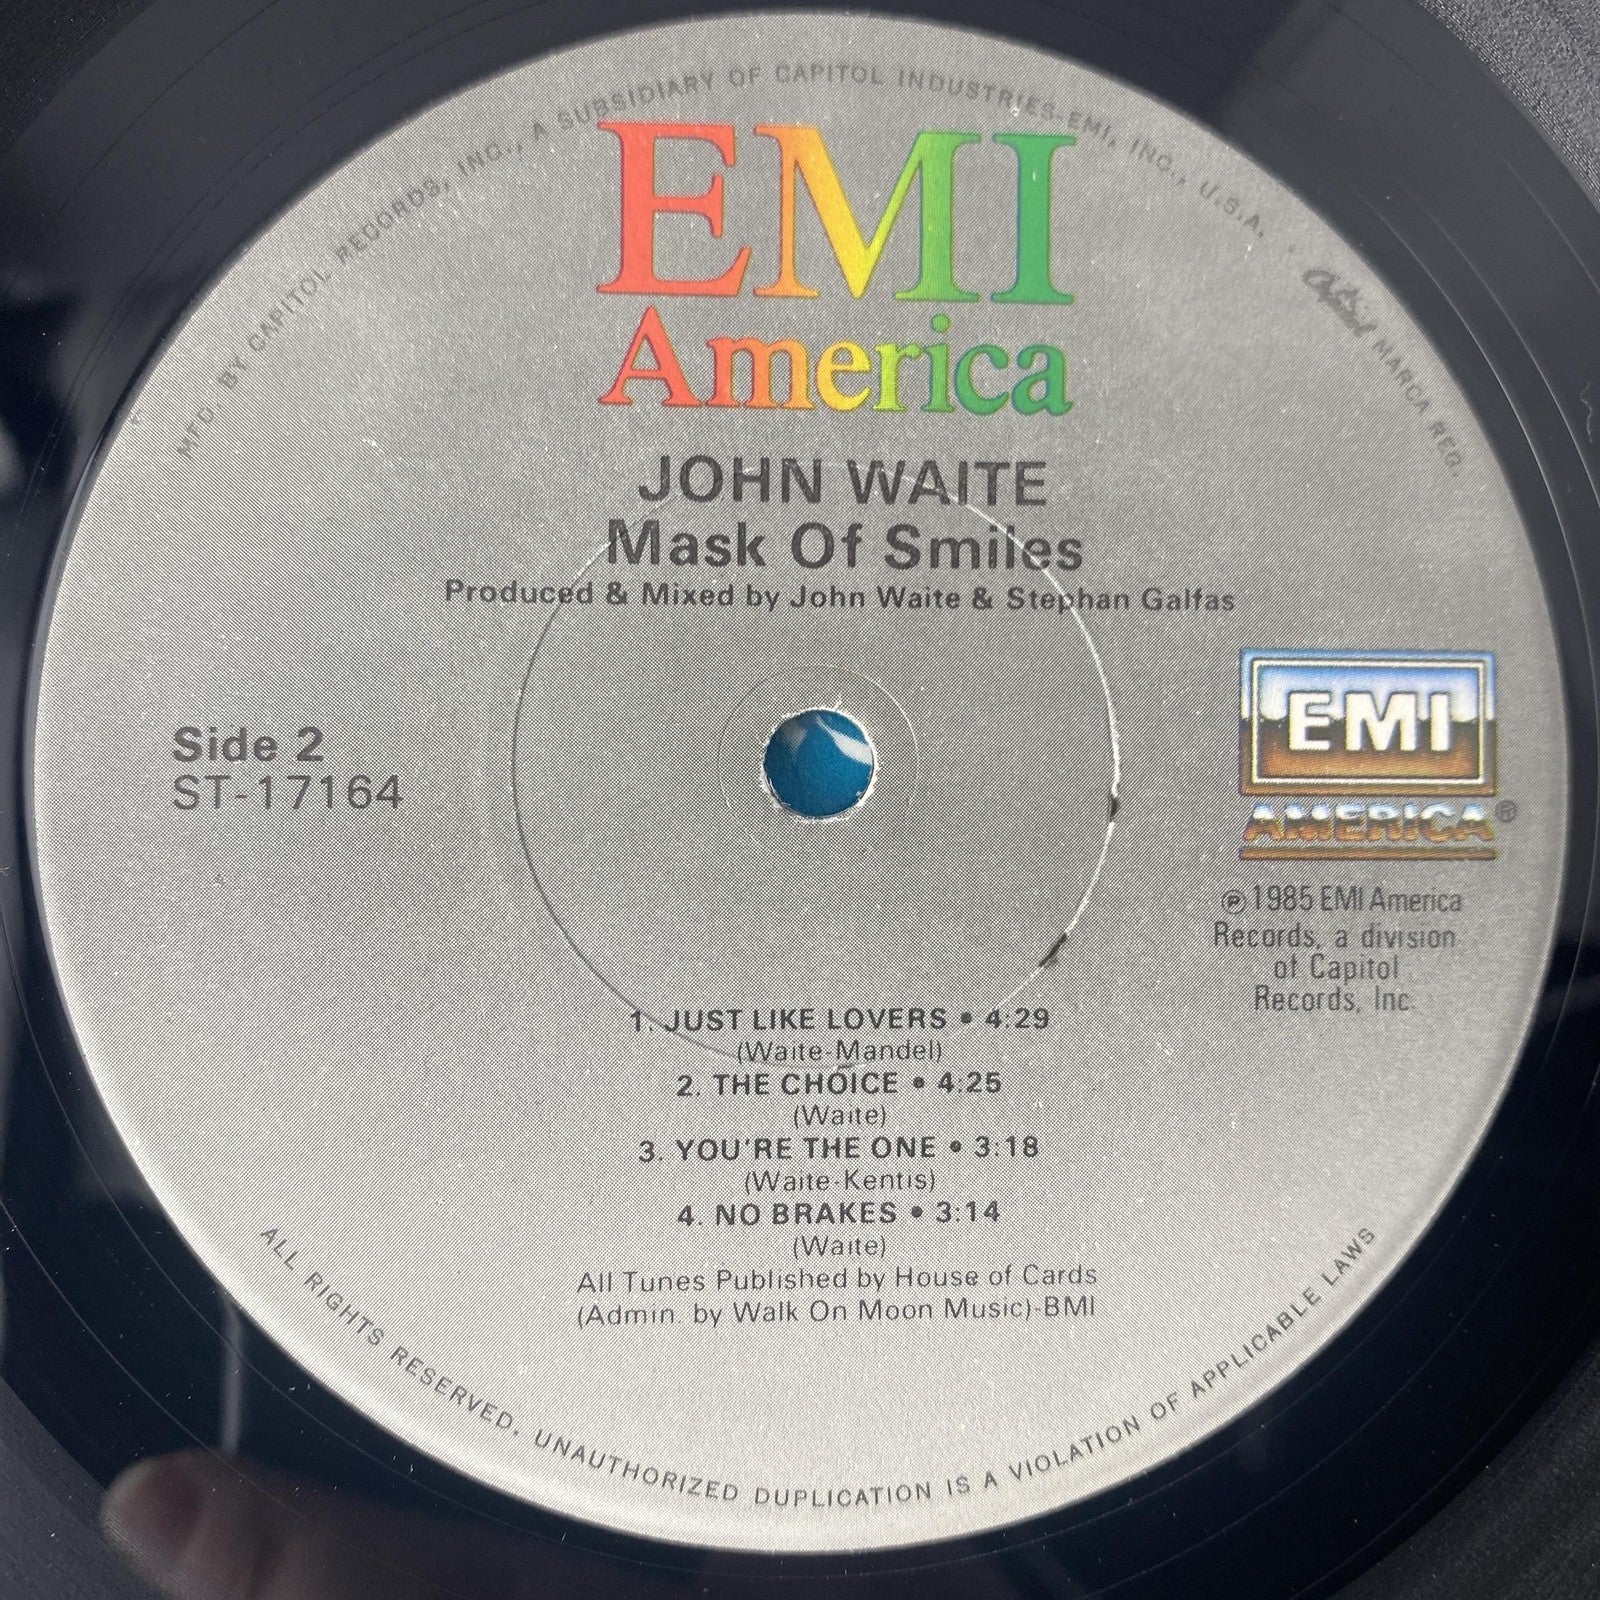 MFD. BY CAPITOL RECORDS, INC., A SUBSIDIARY OF CAPITOL INDUSTRIES-EMI, INC., U.S.A. · Capitol MARCA REG.
EMI
America
JOHN WAITE
Mask Of Smiles
Produced & Mixed by John Waite & Stephan Galfas
Side 2
ST-17164
EMI
AMERICA®
℗ 1985 EMI America
Records, a division
of Capitol
Records, Inc.
1. JUST LIKE LOVERS • 4:29
(Waite-Mandel)
2. THE CHOICE • 4:25
(Waite)
3. YOU'RE THE ONE • 3:18
(Waite-Kentis)
4. NO BRAKES • 3:14
(Waite)
All Tunes Published by House of Cards
(Admin. by Walk On Moon Music)-BMI
ALL RIGHTS RESERVED. UNAUTHORIZED DUPLICATION IS A VIOLATION OF APPLICABLE LAWS